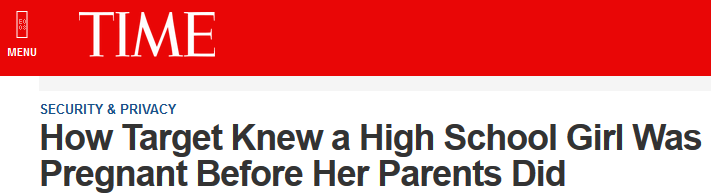 TIME
MENU
SECURITY & PRIVACY
How Target Knew a High School Girl Was
Pregnant Before Her Parents Did